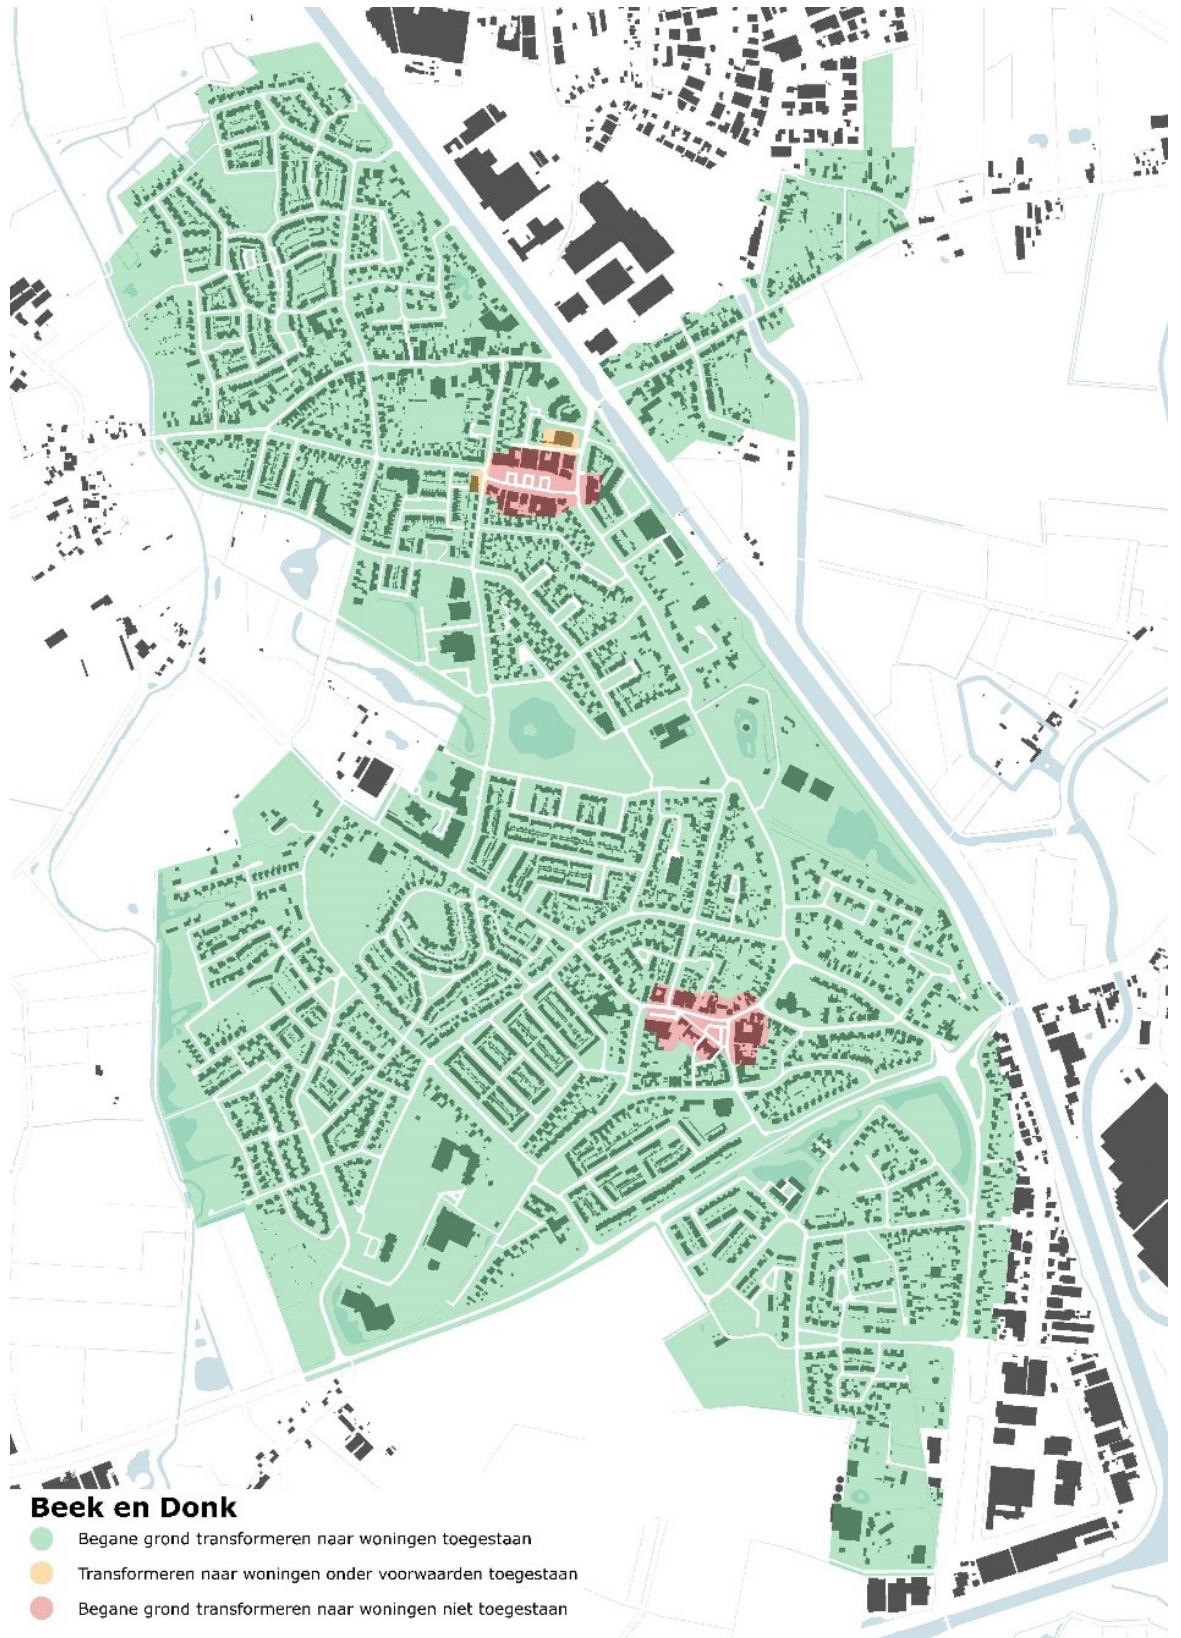 Beek en Donk
Begane grond transformeren naar woningen toegestaan
Transformeren naar woningen onder voorwaarden toegestaan
Begane grond transformeren naar woningen niet toegestaan